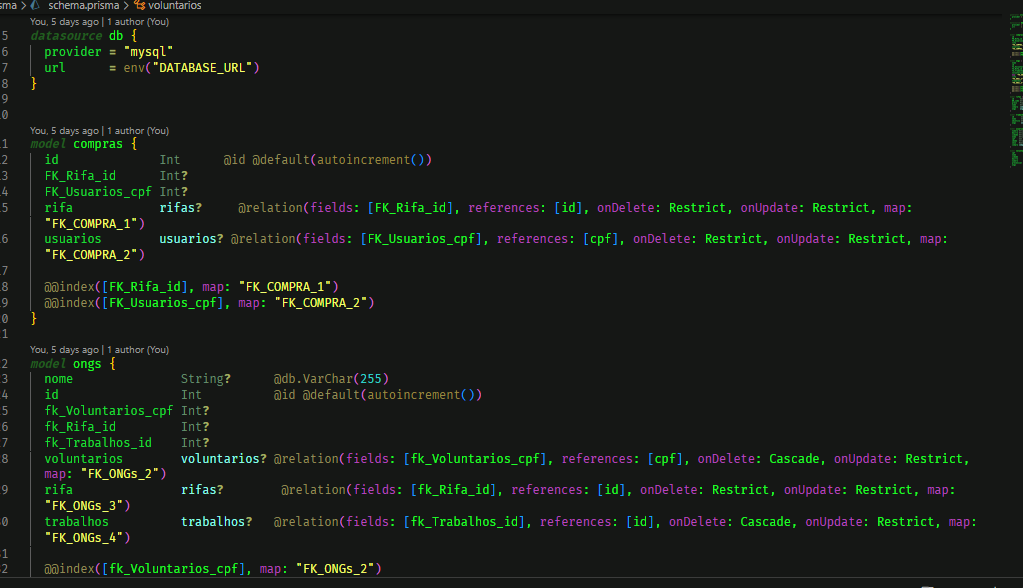 sma > schema.prisma > voluntarios
You, 5 days ago | 1 author (You)
5 datasource db {
6 provider = "mysql"
7 url = env("DATABASE_URL")
8 }
9
0
You, 5 days ago | 1 author (You)
1 model compras {
2 id Int @id @default(autoincrement())
3 FK_Rifa_id Int?
4 FK_Usuarios_cpf Int?
5 rifa rifas? @relation(fields: [FK_Rifa_id], references: [id], onDelete: Restrict, onUpdate: Restrict, map:
"FK_COMPRA_1")
6 usuarios usuarios? @relation(fields: [FK_Usuarios_cpf], references: [cpf], onDelete: Restrict, onUpdate: Restrict, map:
"FK_COMPRA_2")
7
8 @@index([FK_Rifa_id], map: "FK_COMPRA_1")
9 @@index([FK_Usuarios_cpf], map: "FK_COMPRA_2")
0 }
1
You, 5 days ago | 1 author (You)
2 model ongs {
3 nome String? @db.VarChar(255)
4 id Int @id @default(autoincrement())
5 fk_Voluntarios_cpf Int?
6 fk_Rifa_id Int?
7 fk_Trabalhos_id Int?
8 voluntarios voluntarios? @relation(fields: [fk_Voluntarios_cpf], references: [cpf], onDelete: Cascade, onUpdate: Restrict,
map: "FK_ONGs_2")
9 rifa rifas? @relation(fields: [fk_Rifa_id], references: [id], onDelete: Restrict, onUpdate: Restrict, map:
"FK_ONGs_3")
0 trabalhos trabalhos? @relation(fields: [fk_Trabalhos_id], references: [id], onDelete: Cascade, onUpdate: Restrict, map:
"FK_ONGs_4")
1
2 @@index([fk_Voluntarios_cpf], map: "FK_ONGs_2")